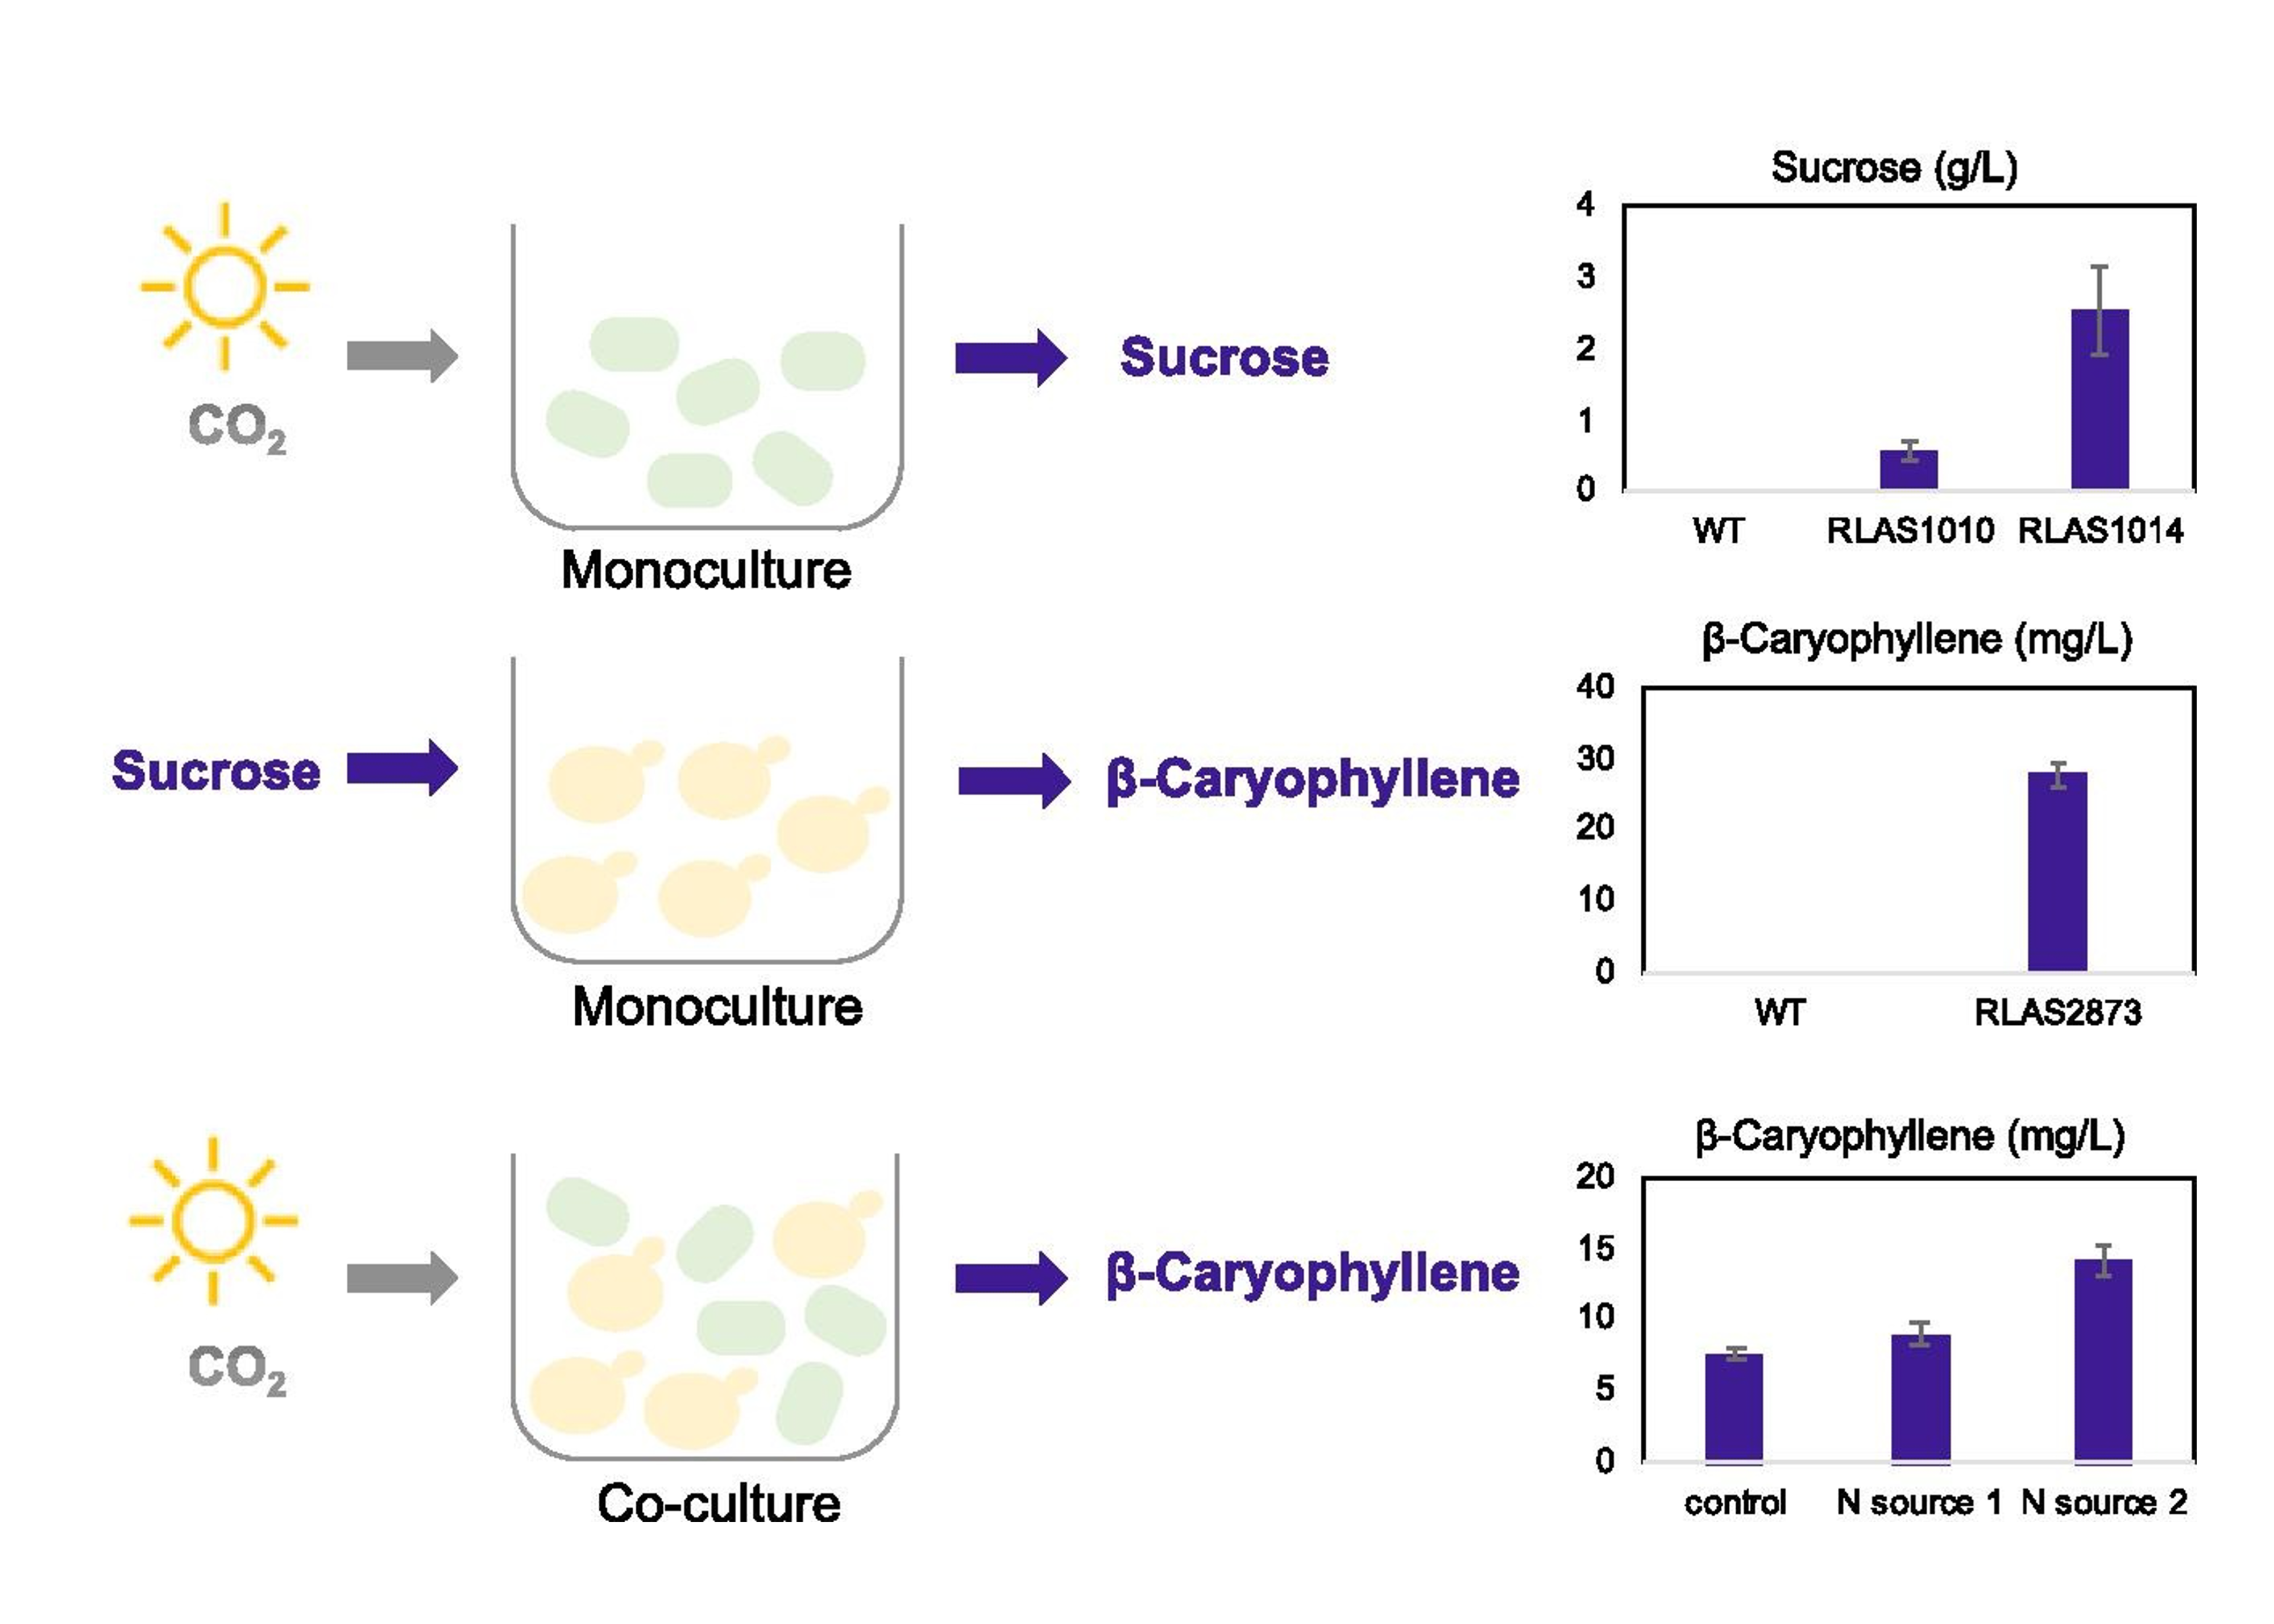 Sucrose (g/L)
4
3
2
1
0
WT RLAS1010 RLAS1014
CO₂
Sucrose
Monoculture
β-Caryophyllene (mg/L)
40
30
20
10
0
WT RLAS2873
Sucrose
β-Caryophyllene
Monoculture
β-Caryophyllene (mg/L)
20
15
10
5
0
control N source 1 N source 2
CO₂
β-Caryophyllene
Co-culture